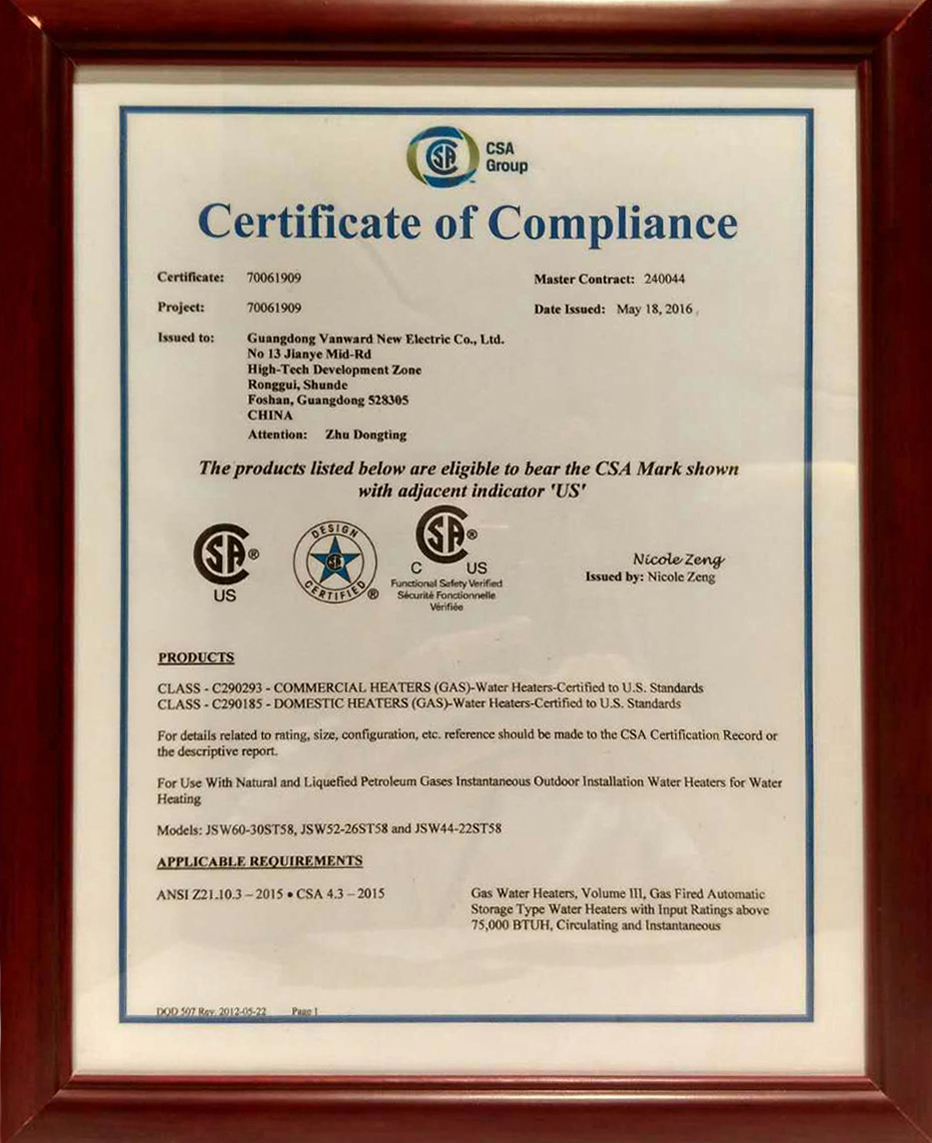 CSA
Group
Certificate of Compliance
Certificate: 70061909
Master Contract: 240044
Project: 70061909
Date Issued: May 18, 2016
Issued to: Guangdong Vanward New Electric Co., Ltd.
No 13 Jianye Mid-Rd
High-Tech Development Zone
Ronggui, Shunde
Foshan, Guangdong 528305
CHINA
Attention: Zhu Dongting
The products listed below are eligible to bear the CSA Mark shown
with adjacent indicator 'US'
SA ®
US
DESIGN
SA
CERTIFIED ®
SA ®
C US
Functional Safety Verified
Sécurité Fonctionnelle
Vérifiée
Nicole Zeng
Issued by: Nicole Zeng
PRODUCTS
CLASS - C290293 - COMMERCIAL HEATERS (GAS)-Water Heaters-Certified to U.S. Standards
CLASS - C290185 - DOMESTIC HEATERS (GAS)-Water Heaters-Certified to U.S. Standards
For details related to rating, size, configuration, etc. reference should be made to the CSA Certification Record or
the descriptive report.
For Use With Natural and Liquefied Petroleum Gases Instantaneous Outdoor Installation Water Heaters for Water
Heating
Models: JSW60-30ST58, JSW52-26ST58 and JSW44-22ST58
APPLICABLE REQUIREMENTS
ANSI Z21.10.3 – 2015 • CSA 4.3 – 2015
Gas Water Heaters, Volume III, Gas Fired Automatic
Storage Type Water Heaters with Input Ratings above
75,000 BTUH, Circulating and Instantaneous
DQD 507 Rev. 2012-05-22 Page 1